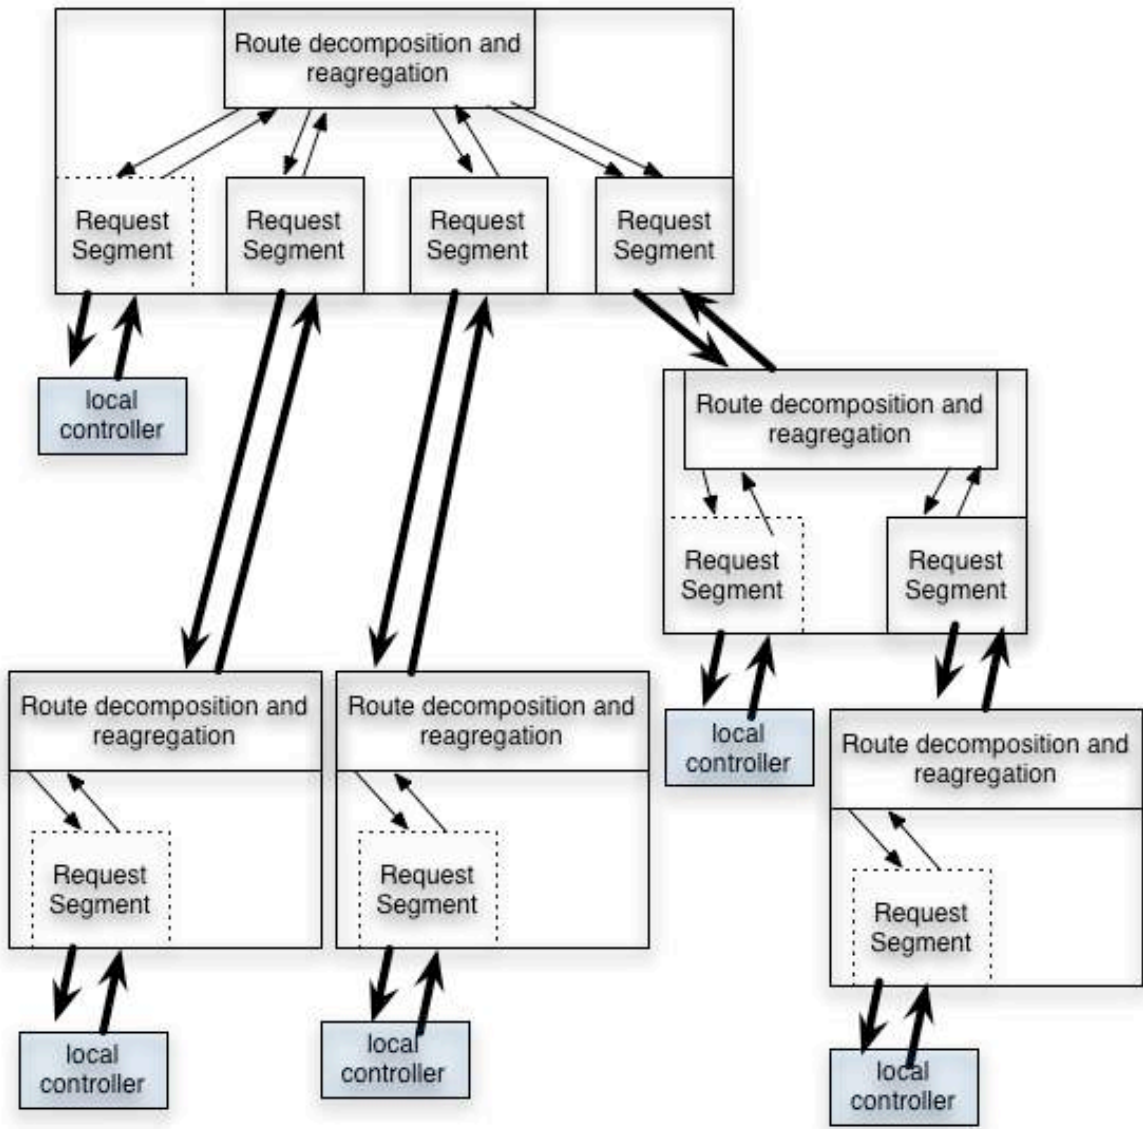 Route decomposition and
reagregation
Request
Segment
Request
Segment
Request
Segment
Request
Segment
local
controller
Route decomposition and
reagregation
Request
Segment
Request
Segment
Route decomposition and
reagregation
Route decomposition and
reagregation
local
controller
Route decomposition and
reagregation
Request
Segment
Request
Segment
Request
Segment
local
controller
local
controller
local
controller